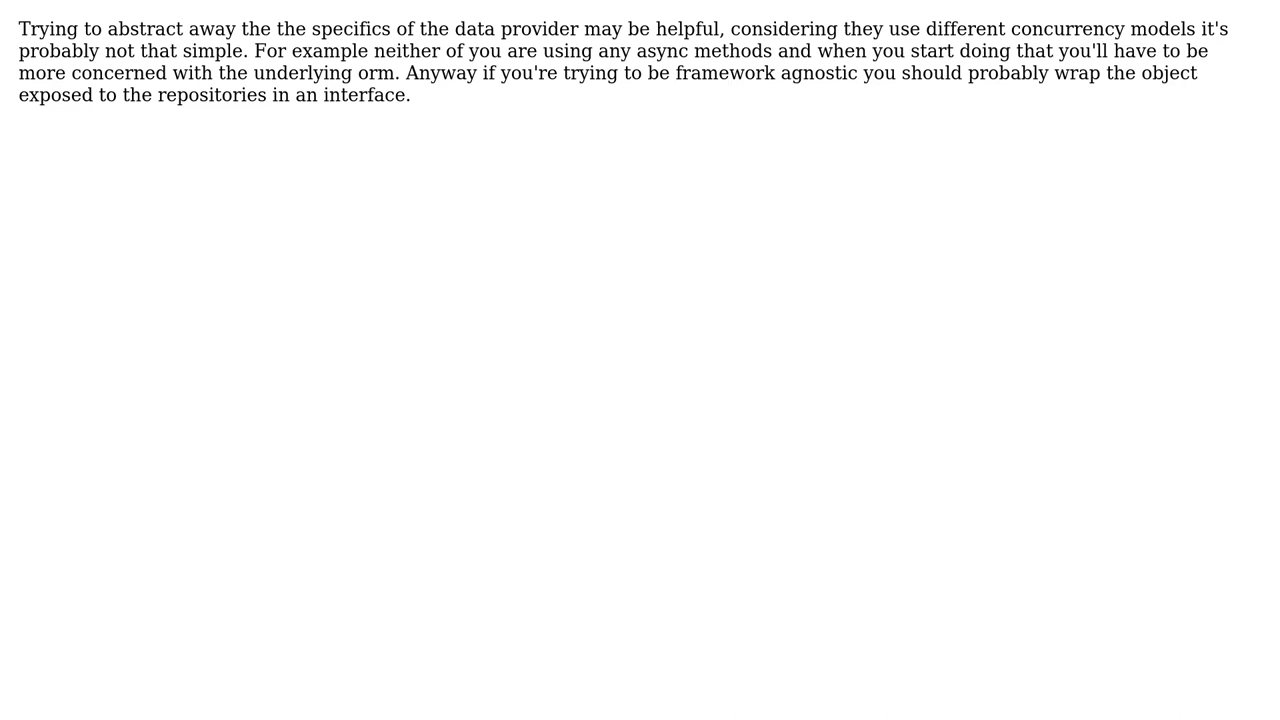 Trying to abstract away the the specifics of the data provider may be helpful, considering they use different concurrency models it's
probably not that simple. For example neither of you are using any async methods and when you start doing that you'll have to be
more concerned with the underlying orm. Anyway if you're trying to be framework agnostic you should probably wrap the object
exposed to the repositories in an interface.